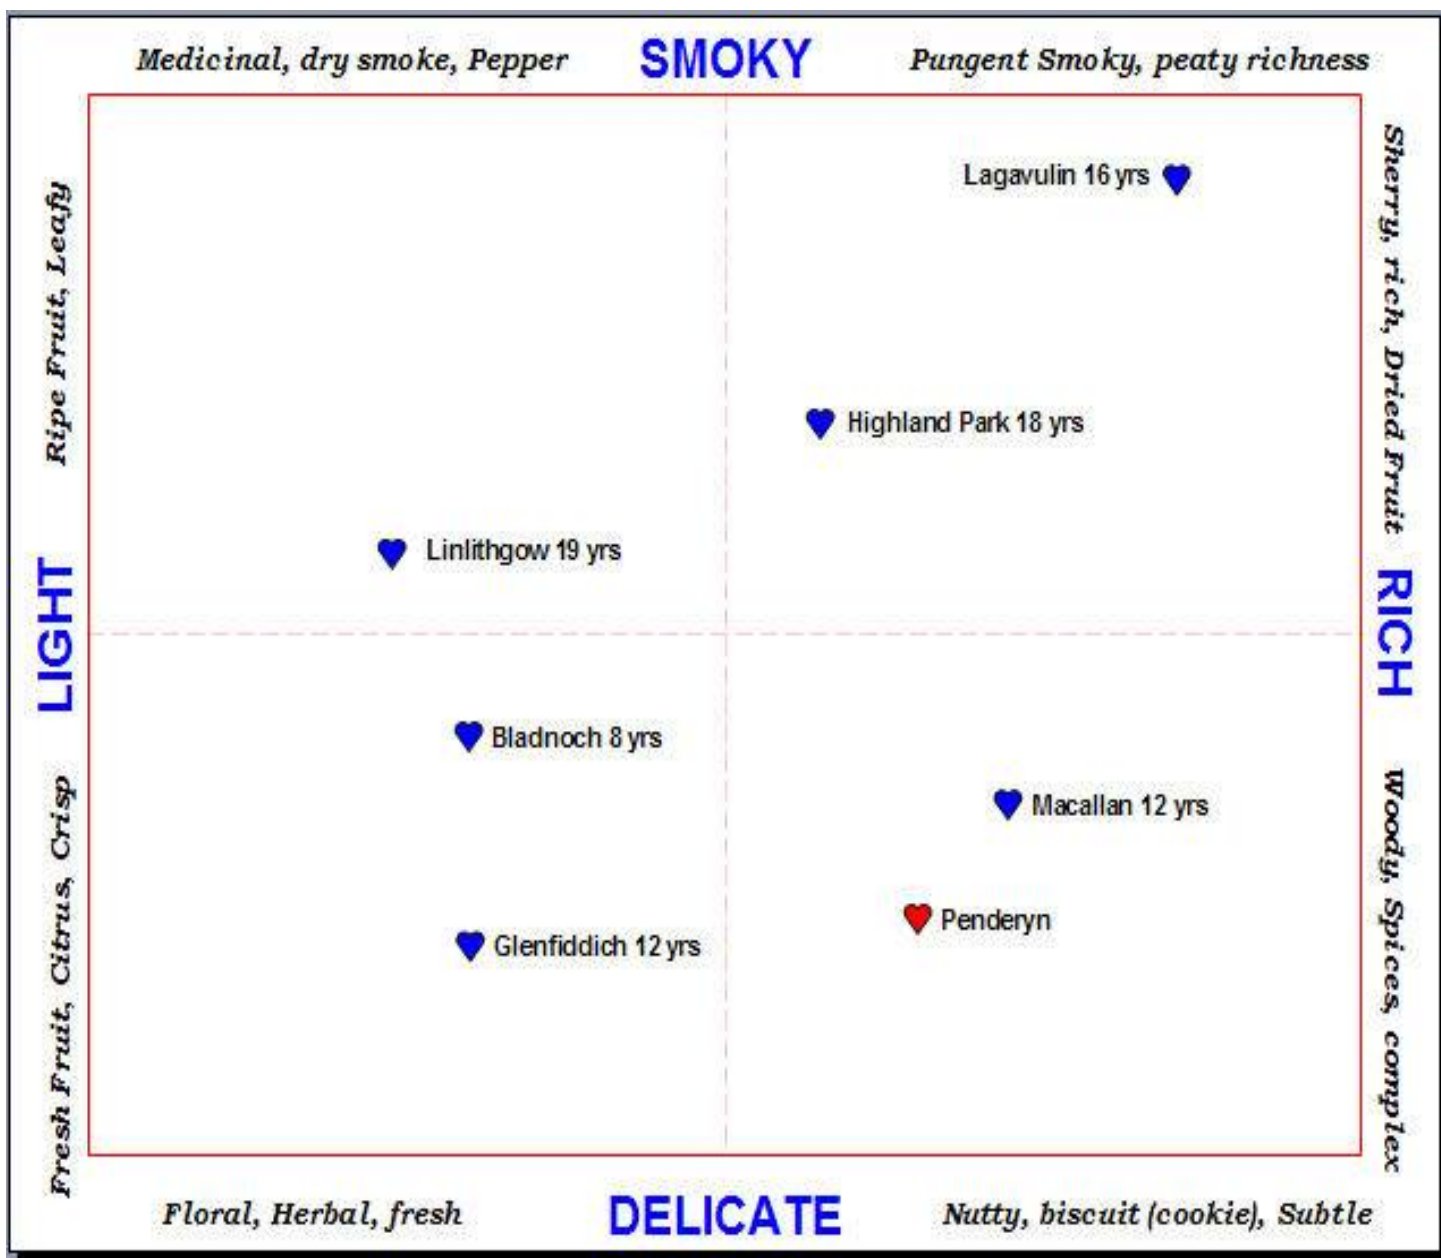 Medicinal, dry smoke, Pepper
SMOKY
Pungent Smoky, peaty richness
Ripe Fruit, Leafy
LIGHT
Fresh Fruit, Citrus, Crisp
Lagavulin 16 yrs
Highland Park 18 yrs
Linlithgow 19 yrs
Bladnoch 8 yrs
Macallan 12 yrs
Penderyn
Glenfiddich 12 yrs
Sherry, rich, Dried Fruit
RICH
Woody, Spices, complex
Floral, Herbal, fresh
DELICATE
Nutty, biscuit (cookie), Subtle